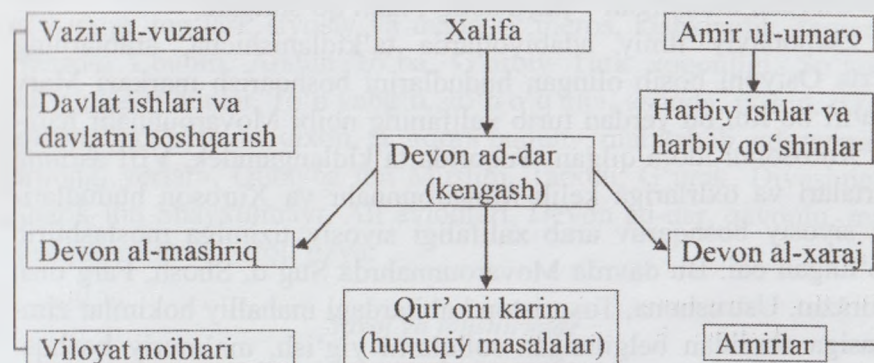 Vazir ul-vuzaro
Xalifa
Amir ul-umaro
Davlat ishlari va
davlatni boshqarish
Harbiy ishlar va
harbiy qo‘shinlar
Devon ad-dar
(kengash)
Devon al-mashriq
Devon al-xaraj
Qur’oni karim
(huquqiy masalalar)
Viloyat noiblari
Amirlar